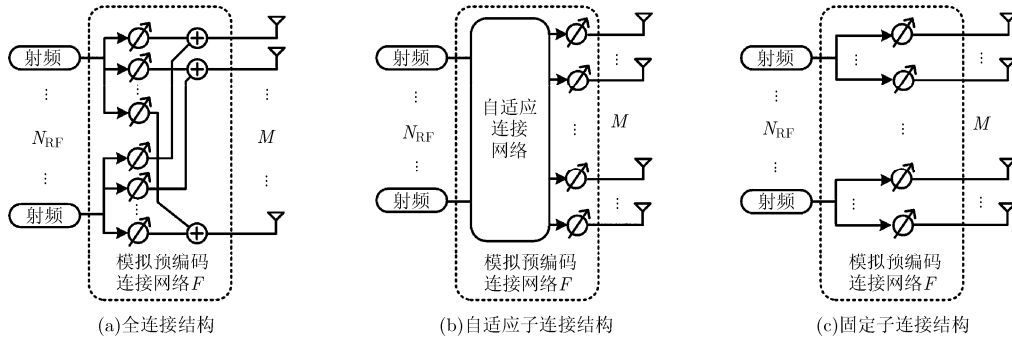 射频
⋮
N_RF
⋮
射频
M
⋮
模拟预编码
连接网络F
(a)全连接结构
射频
⋮
N_RF
⋮
射频
自适应
连接
网络
⋮
M
模拟预编码
连接网络F
(b)自适应子连接结构
射频
⋮
N_RF
⋮
射频
⋮
M
模拟预编码
连接网络F
(c)固定子连接结构